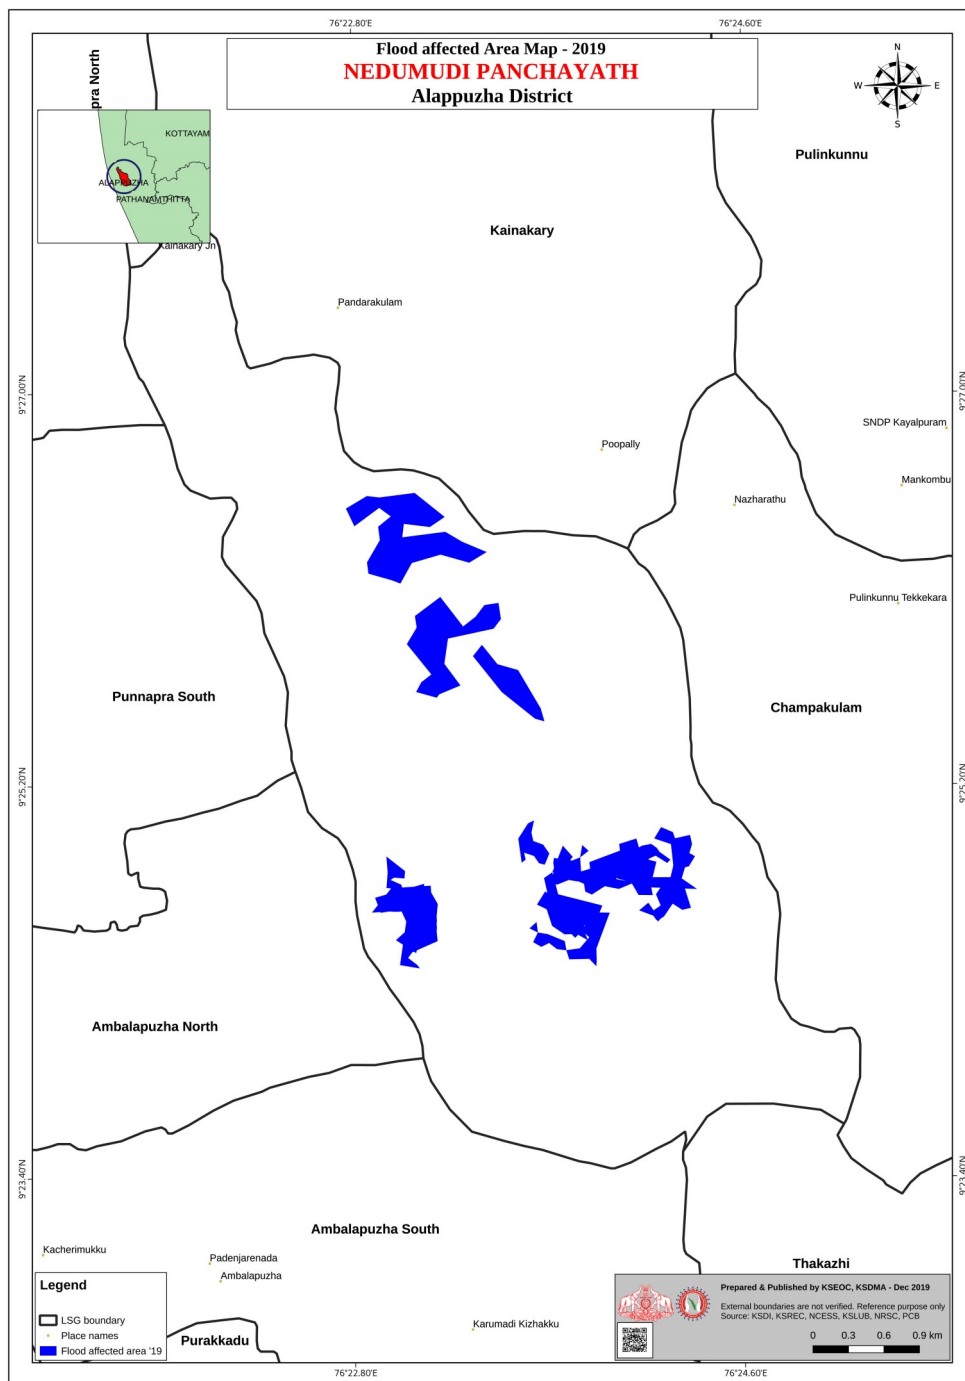 76°22.80'E
76°24.60'E
Flood affected Area Map - 2019
NEDUMUDI PANCHAYATH
Alappuzha District
N
W
E
S
pra North
KOTTAYAM
ALAPPUZHA
PATHANAMTHITTA
Kainakary Jn
Pulinkunnu
Kainakary
Pandarakulam
9°27.00'N
9°27.00'N
SNDP Kayalpuram
Poopally
Mankombu
Nazharathu
Pulinkunnu Tekkekara
Punnapra South
Champakulam
9°25.20'N
9°25.20'N
Ambalapuzha North
9°23.40'N
9°23.40'N
Ambalapuzha South
Kacherimukku
Padenjarenada
Ambalapuzha
Thakazhi
Karumadi Kizhakku
Purakkadu
Legend
LSG boundary
Place names
Flood affected area '19
Prepared & Published by KSEOC, KSDMA - Dec 2019
External boundaries are not verified. Reference purpose only
Source: KSDI, KSREC, NCESS, KSLUB, NRSC, PCB
0 0.3 0.6 0.9 km
76°22.80'E
76°24.60'E